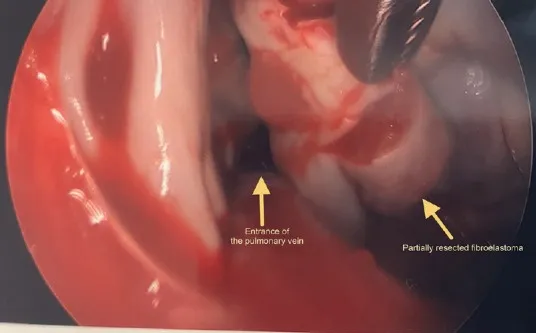 Entrance of
the pulmonary vein
Partially resected fibroelastoma